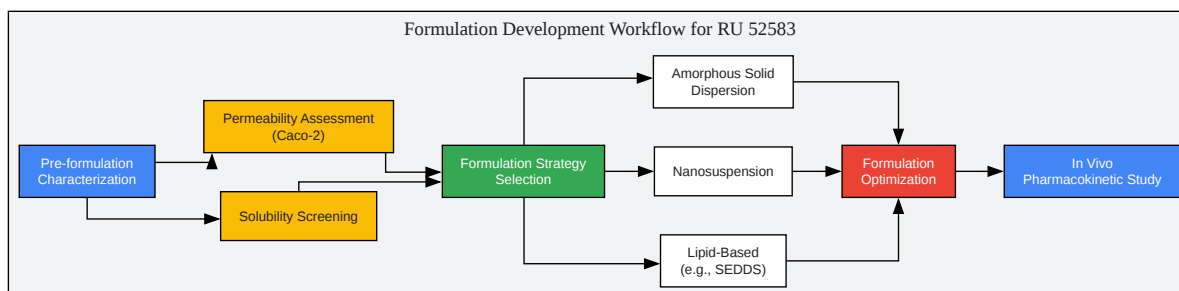 Formulation Development Workflow for RU 52583
Pre-formulation
Characterization
Permeability Assessment
(Caco-2)
Solubility Screening
Formulation Strategy
Selection
Amorphous Solid
Dispersion
Nanosuspension
Lipid-Based
(e.g., SEDDS)
Formulation
Optimization
In Vivo
Pharmacokinetic Study